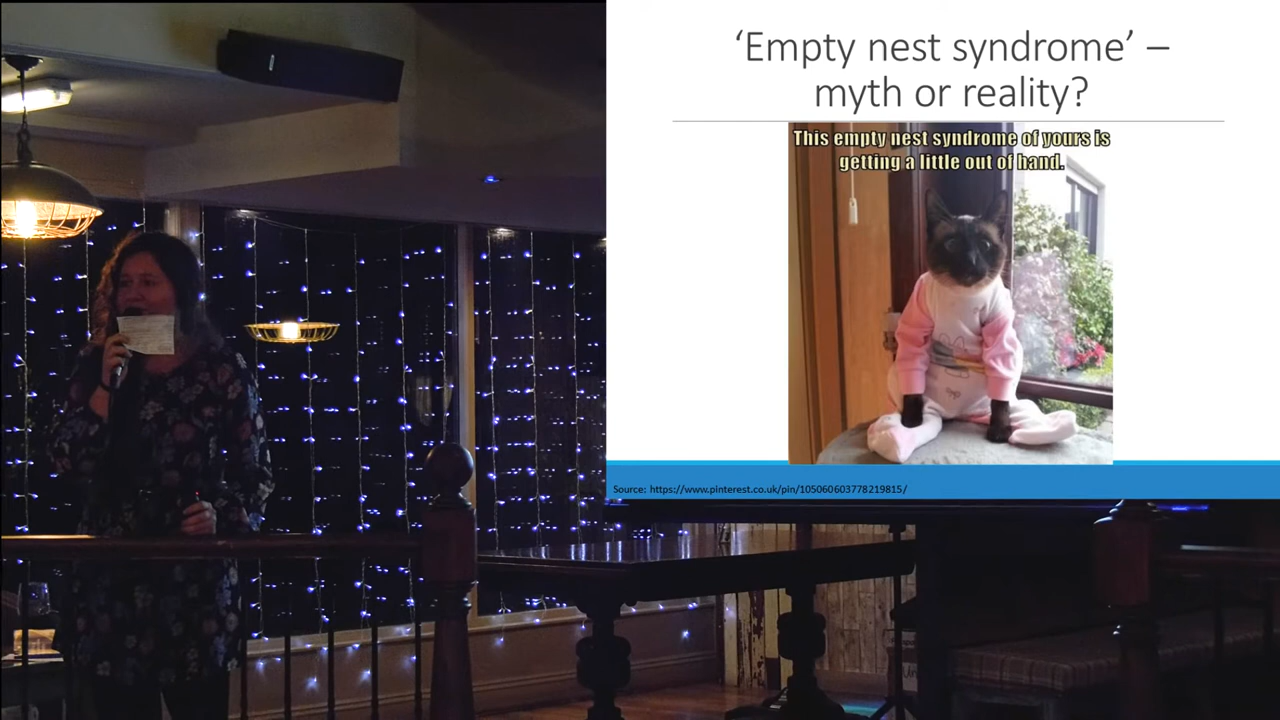 ‘Empty nest syndrome’ –
myth or reality?
This empty nest syndrome of yours is
getting a little out of hand.
Source: https://www.pinterest.co.uk/pin/105060603778219815/